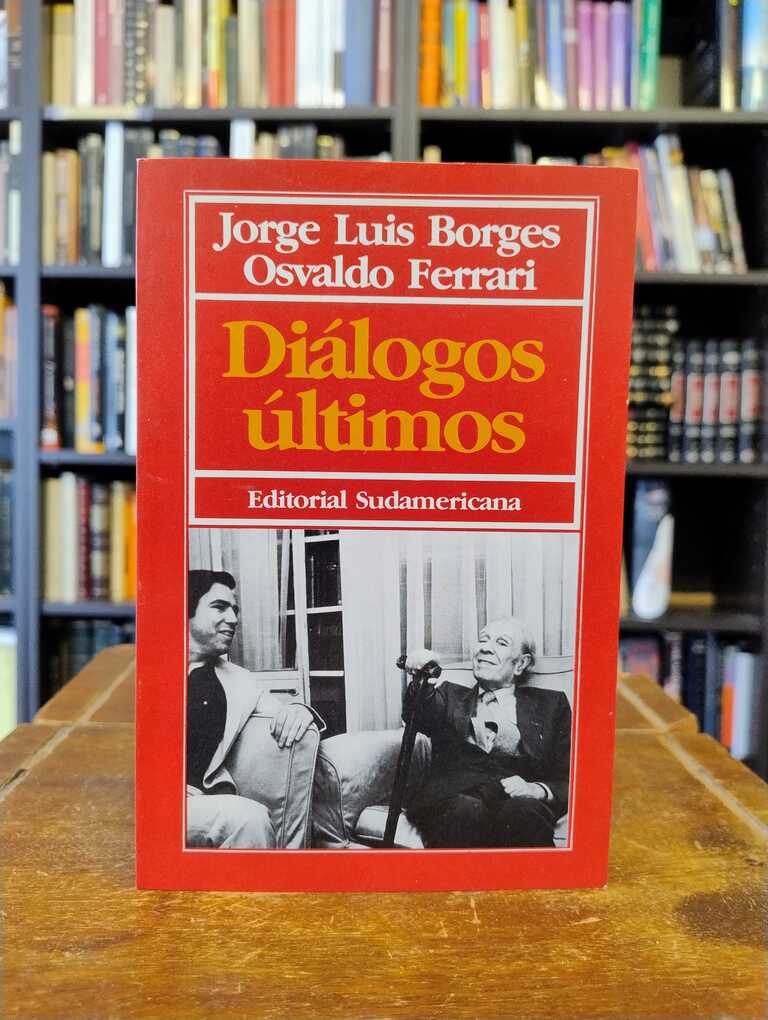 Jorge Luis Borges
Osvaldo Ferrari
Diálogos
últimos
Editorial Sudamericana